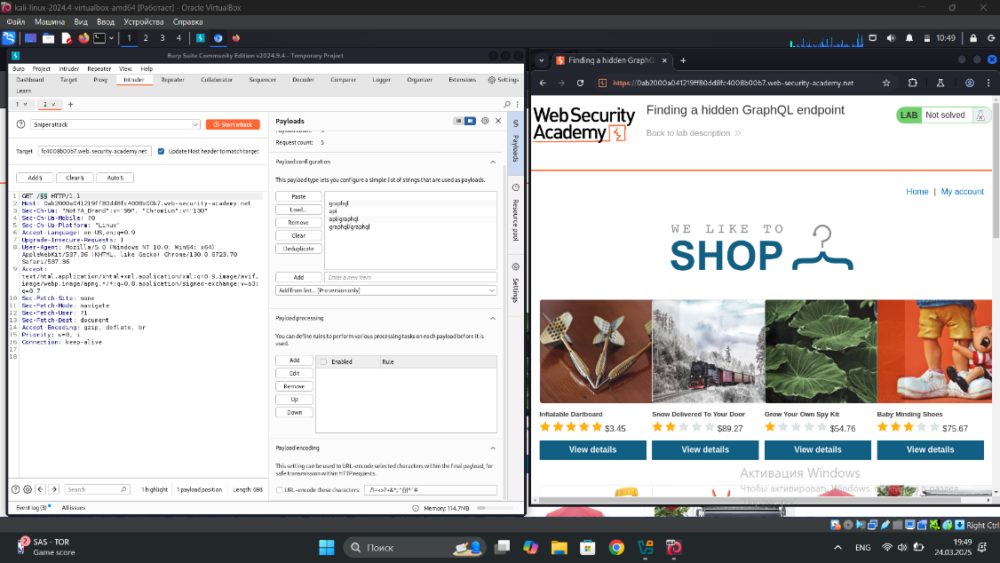 kali-linux-2024.4-virtualbox-amd64 [Работает] - Oracle VirtualBox
Файл Машина Вид Ввод Устройства Справка
1 2 3 4 10:49
Burp Suite Community Edition v2024.9.4 - Temporary Project
Burp Project Intruder Repeater View Help
Dashboard Target Proxy Intruder Repeater Collaborator Sequencer Decoder Comparer Logger Organizer Extensions Settings
Learn
1 × 2 × +
Sniper attack Start attack
Target fc4008b00b7.web-security-academy.net Update Host header to match target
Add § Clear § Auto §
1 GET /§§ HTTP/1.1
2 Host: 0ab2000a041219ff80dd8fc4008b00b7.web-security-academy.net
3 Sec-Ch-Ua: "Not?A_Brand";v="99", "Chromium";v="130"
4 Sec-Ch-Ua-Mobile: ?0
5 Sec-Ch-Ua-Platform: "Linux"
6 Accept-Language: en-US,en;q=0.9
7 Upgrade-Insecure-Requests: 1
8 User-Agent: Mozilla/5.0 (Windows NT 10.0; Win64; x64)
AppleWebKit/537.36 (KHTML, like Gecko) Chrome/130.0.6723.70
Safari/537.36
9 Accept:
text/html,application/xhtml+xml,application/xml;q=0.9,image/avif,
image/webp,image/apng,*/*;q=0.8,application/signed-exchange;v=b3;
q=0.7
10 Sec-Fetch-Site: none
11 Sec-Fetch-Mode: navigate
12 Sec-Fetch-User: ?1
13 Sec-Fetch-Dest: document
14 Accept-Encoding: gzip, deflate, br
15 Priority: u=0, i
16 Connection: keep-alive
17
18
Search 1 highlight 1 payload position Length: 698
Event log (3) All issues
Memory: 114.7MB
Payloads
Request count: 5
Payload configuration
This payload type lets you configure a simple list of strings that are used as payloads.
Paste
Load...
Remove
Clear
Deduplicate
graphql
api
api/graphql
graphql/graphql
Add Enter a new item
Add from list... [Pro version only]
Payload processing
You can define rules to perform various processing tasks on each payload before it is
used.
Add
Edit
Remove
Up
Down
Enabled Rule
Payload encoding
This setting can be used to URL-encode selected characters within the final payload, for
safe transmission within HTTP requests.
URL-encode these characters:
Payloads
Resource pool
Settings
Finding a hidden GraphQ × +
https://0ab2000a041219ff80dd8fc4008b00b7.web-security-academy.net
Web Security
Academy
Finding a hidden GraphQL endpoint
Back to lab description
LAB Not solved
Home | My account
WE LIKE TO
SHOP
Inflatable Dartboard
$3.45
View details
Snow Delivered To Your Door
$89.27
View details
Grow Your Own Spy Kit
$54.76
View details
Baby Minding Shoes
$75.67
View details
Активация Windows
Чтобы активировать Windows,
Right Ctrl
2
SAS - TOR
Game score
Поиск
ENG
19:49
24.03.2025